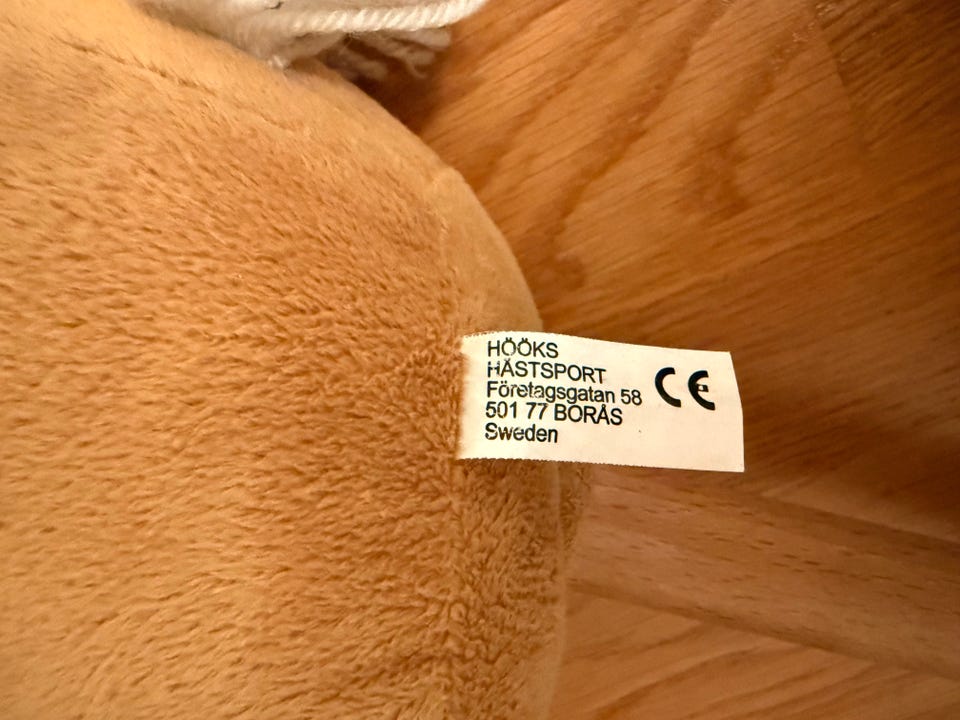 HÖÖKS
HÄSTSPORT
Företagsgatan 58
501 77 BORÅS
Sweden
CE